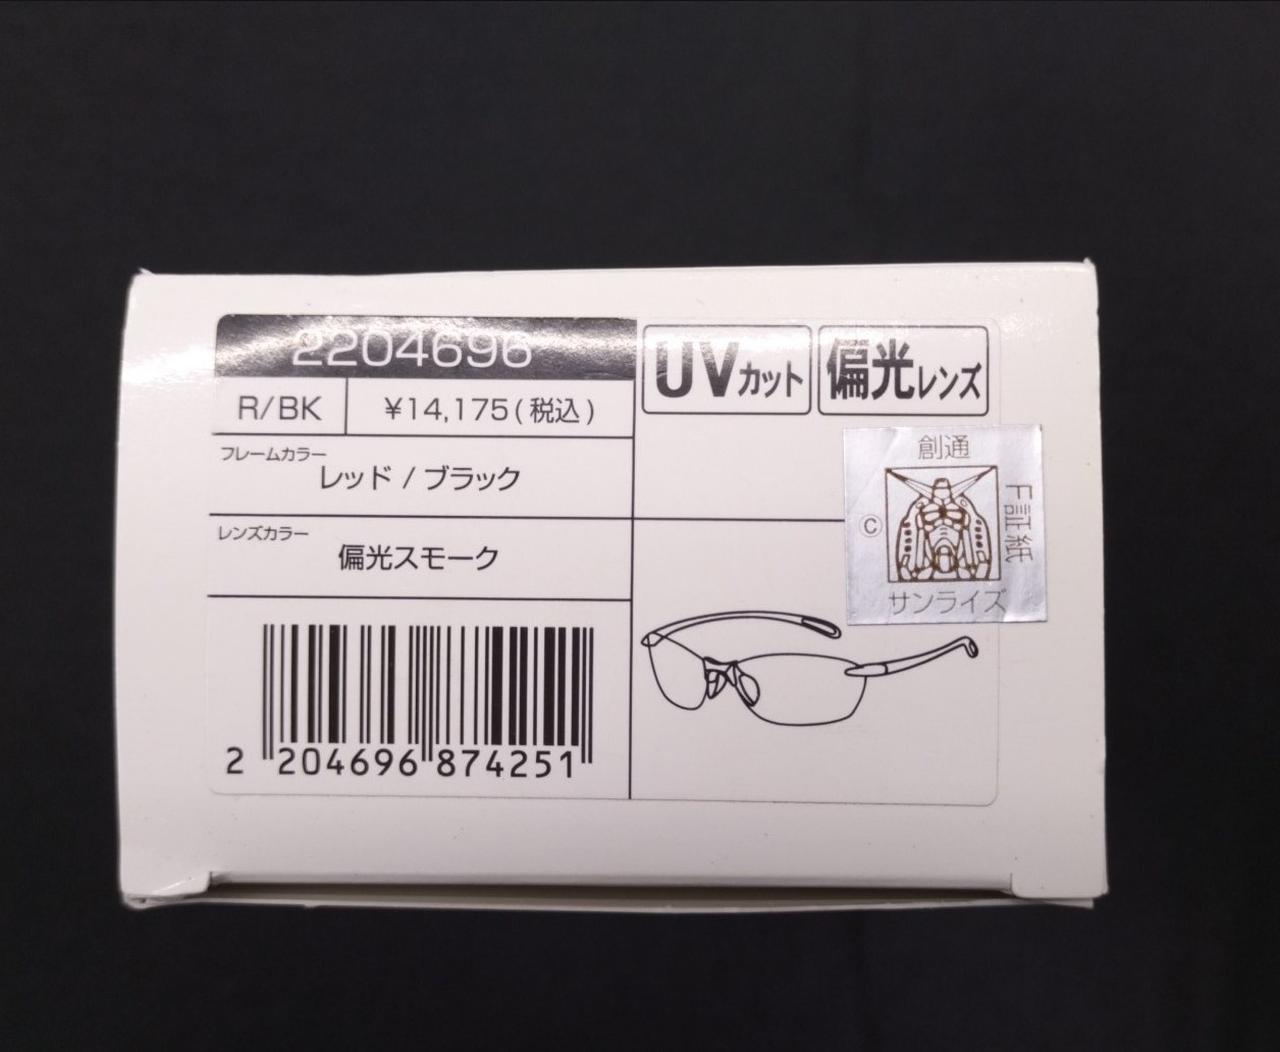 2204696
R/BK
¥14,175(税込)
UVカット
偏光レンズ
フレームカラー
レッド / ブラック
レンズカラー
偏光スモーク
創通
©
F証紙
サンライズ
2 204696 874251